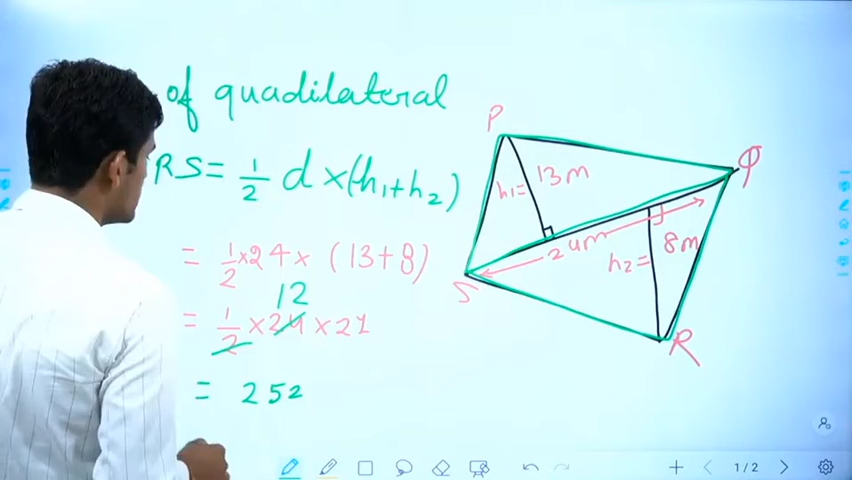 of quadilateral
RS = 1/2 d × (h₁ + h₂)
= 1/2 × 24 × (13 + 8)
12
= 1/2 × 24 × 21
= 252
P
Q
h₁ = 13m
24m
h₂ = 8m
S
R
1/2